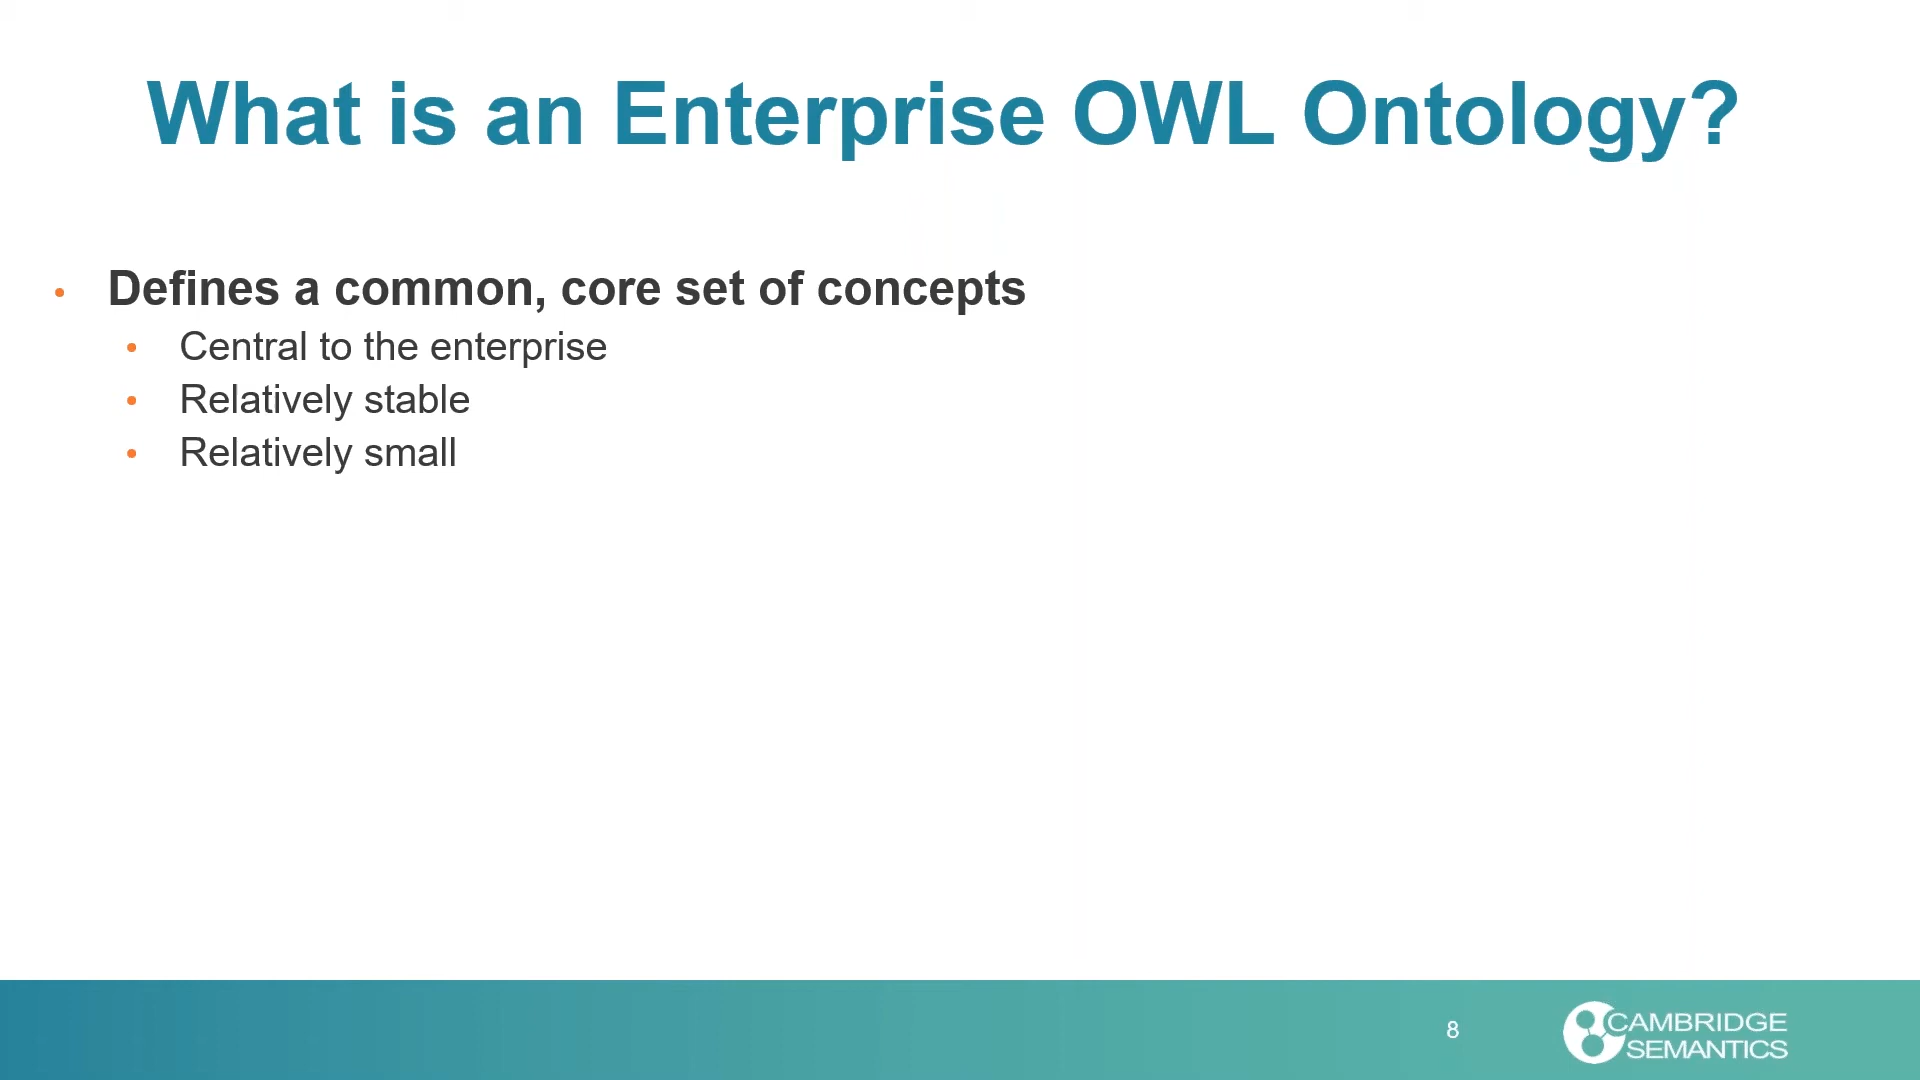 What is an Enterprise OWL Ontology?
• Defines a common, core set of concepts
• Central to the enterprise
• Relatively stable
• Relatively small
8
CAMBRIDGE
SEMANTICS